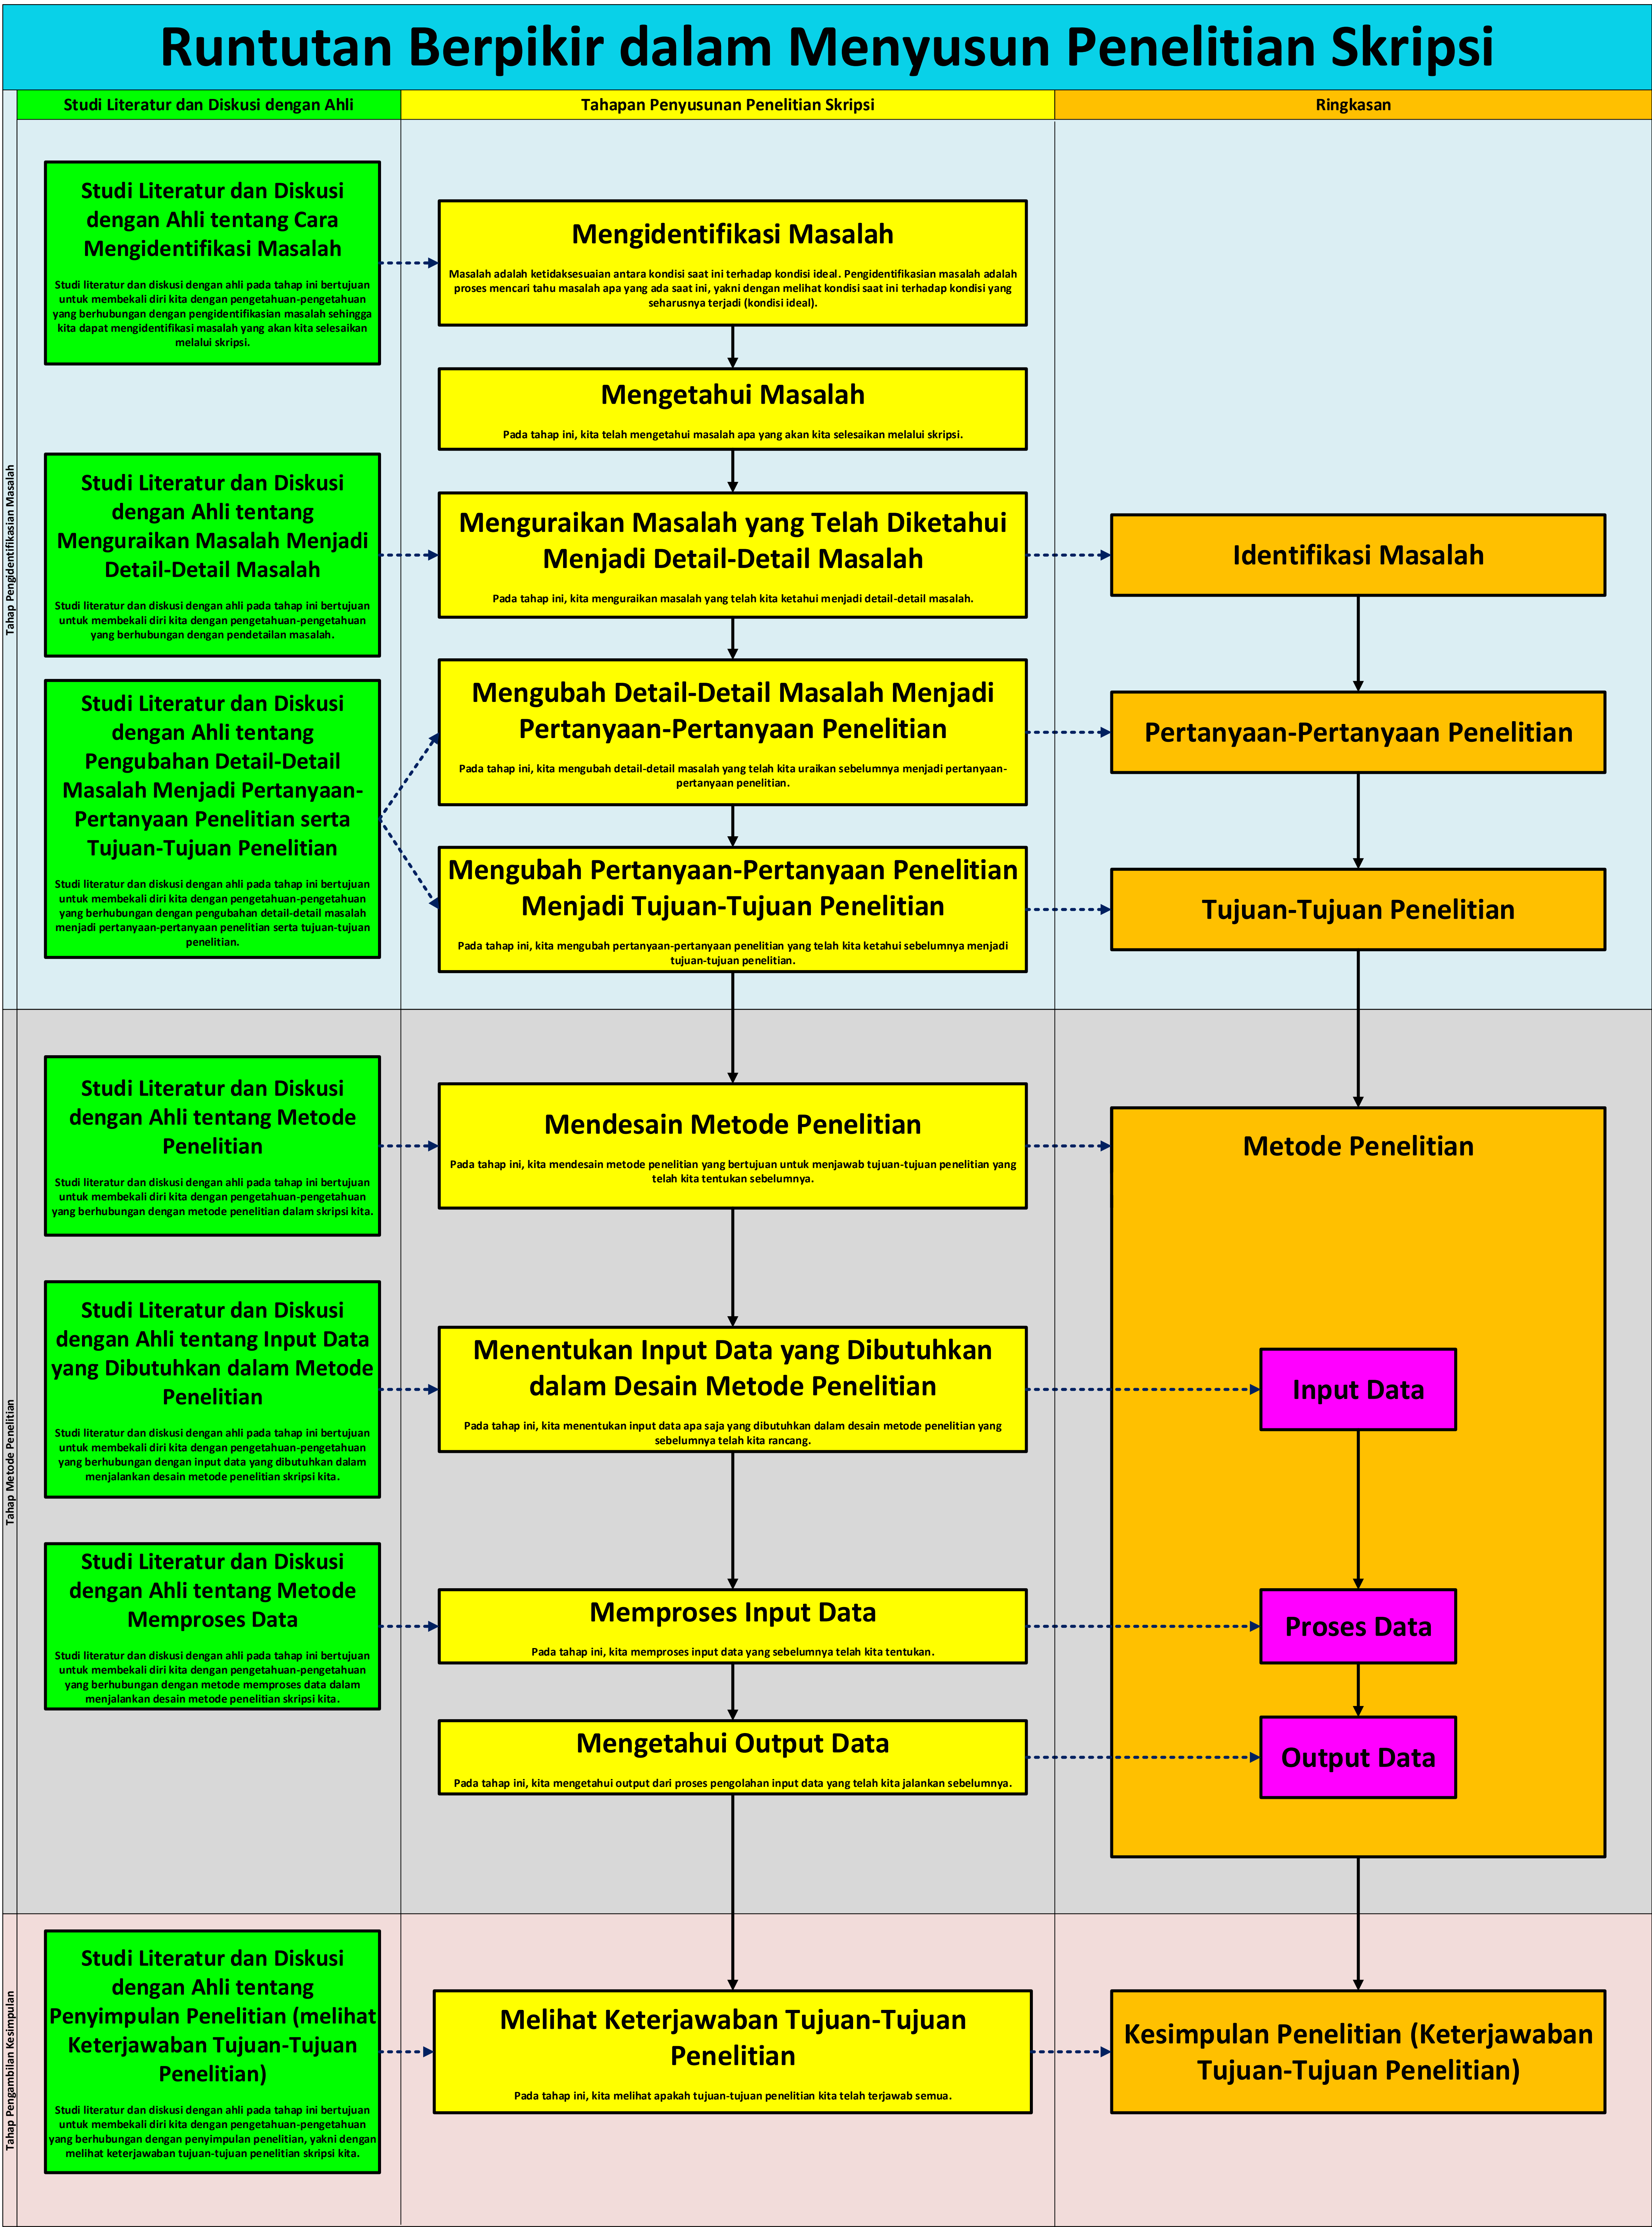 Runtutan Berpikir dalam Menyusun Penelitian Skripsi
Studi Literatur dan Diskusi dengan Ahli
Tahapan Penyusunan Penelitian Skripsi
Ringkasan
Tahap Pengidentifikasian Masalah
Studi Literatur dan Diskusi
dengan Ahli tentang Cara
Mengidentifikasi Masalah
Studi literatur dan diskusi dengan ahli pada tahap ini bertujuan
untuk membekali diri kita dengan pengetahuan-pengetahuan
yang berhubungan dengan pengidentifikasian masalah sehingga
kita dapat mengidentifikasi masalah yang akan kita selesaikan
melalui skripsi.
Mengidentifikasi Masalah
Masalah adalah ketidaksesuaian antara kondisi saat ini terhadap kondisi ideal. Pengidentifikasian masalah adalah
proses mencari tahu masalah apa yang ada saat ini, yakni dengan melihat kondisi saat ini terhadap kondisi yang
seharusnya terjadi (kondisi ideal).
Mengetahui Masalah
Pada tahap ini, kita telah mengetahui masalah apa yang akan kita selesaikan melalui skripsi.
Studi Literatur dan Diskusi
dengan Ahli tentang
Menguraikan Masalah Menjadi
Detail-Detail Masalah
Studi literatur dan diskusi dengan ahli pada tahap ini bertujuan
untuk membekali diri kita dengan pengetahuan-pengetahuan
yang berhubungan dengan pendetailan masalah.
Menguraikan Masalah yang Telah Diketahui
Menjadi Detail-Detail Masalah
Pada tahap ini, kita menguraikan masalah yang telah kita ketahui menjadi detail-detail masalah.
Identifikasi Masalah
Studi Literatur dan Diskusi
dengan Ahli tentang
Pengubahan Detail-Detail
Masalah Menjadi Pertanyaan-
Pertanyaan Penelitian serta
Tujuan-Tujuan Penelitian
Studi literatur dan diskusi dengan ahli pada tahap ini bertujuan
untuk membekali diri kita dengan pengetahuan-pengetahuan
yang berhubungan dengan pengubahan detail-detail masalah
menjadi pertanyaan-pertanyaan penelitian serta tujuan-tujuan
penelitian.
Mengubah Detail-Detail Masalah Menjadi
Pertanyaan-Pertanyaan Penelitian
Pada tahap ini, kita mengubah detail-detail masalah yang telah kita uraikan sebelumnya menjadi pertanyaan-
pertanyaan penelitian.
Pertanyaan-Pertanyaan Penelitian
Mengubah Pertanyaan-Pertanyaan Penelitian
Menjadi Tujuan-Tujuan Penelitian
Pada tahap ini, kita mengubah pertanyaan-pertanyaan penelitian yang telah kita ketahui sebelumnya menjadi
tujuan-tujuan penelitian.
Tujuan-Tujuan Penelitian
Tahap Metode Penelitian
Studi Literatur dan Diskusi
dengan Ahli tentang Metode
Penelitian
Studi literatur dan diskusi dengan ahli pada tahap ini bertujuan
untuk membekali diri kita dengan pengetahuan-pengetahuan
yang berhubungan dengan metode penelitian dalam skripsi kita.
Mendesain Metode Penelitian
Pada tahap ini, kita mendesain metode penelitian yang bertujuan untuk menjawab tujuan-tujuan penelitian yang
telah kita tentukan sebelumnya.
Metode Penelitian
Studi Literatur dan Diskusi
dengan Ahli tentang Input Data
yang Dibutuhkan dalam Metode
Penelitian
Studi literatur dan diskusi dengan ahli pada tahap ini bertujuan
untuk membekali diri kita dengan pengetahuan-pengetahuan
yang berhubungan dengan input data yang dibutuhkan dalam
menjalankan desain metode penelitian skripsi kita.
Menentukan Input Data yang Dibutuhkan
dalam Desain Metode Penelitian
Pada tahap ini, kita menentukan input data apa saja yang dibutuhkan dalam desain metode penelitian yang
sebelumnya telah kita rancang.
Input Data
Studi Literatur dan Diskusi
dengan Ahli tentang Metode
Memproses Data
Studi literatur dan diskusi dengan ahli pada tahap ini bertujuan
untuk membekali diri kita dengan pengetahuan-pengetahuan
yang berhubungan dengan metode memproses data dalam
menjalankan desain metode penelitian skripsi kita.
Memproses Input Data
Pada tahap ini, kita memproses input data yang sebelumnya telah kita tentukan.
Proses Data
Mengetahui Output Data
Pada tahap ini, kita mengetahui output dari proses pengolahan input data yang telah kita jalankan sebelumnya.
Output Data
Tahap Pengambilan Kesimpulan
Studi Literatur dan Diskusi
dengan Ahli tentang
Penyimpulan Penelitian (melihat
Keterjawaban Tujuan-Tujuan
Penelitian)
Studi literatur dan diskusi dengan ahli pada tahap ini bertujuan
untuk membekali diri kita dengan pengetahuan-pengetahuan
yang berhubungan dengan penyimpulan penelitian, yakni dengan
melihat keterjawaban tujuan-tujuan penelitian skripsi kita.
Melihat Keterjawaban Tujuan-Tujuan
Penelitian
Pada tahap ini, kita melihat apakah tujuan-tujuan penelitian kita telah terjawab semua.
Kesimpulan Penelitian (Keterjawaban
Tujuan-Tujuan Penelitian)